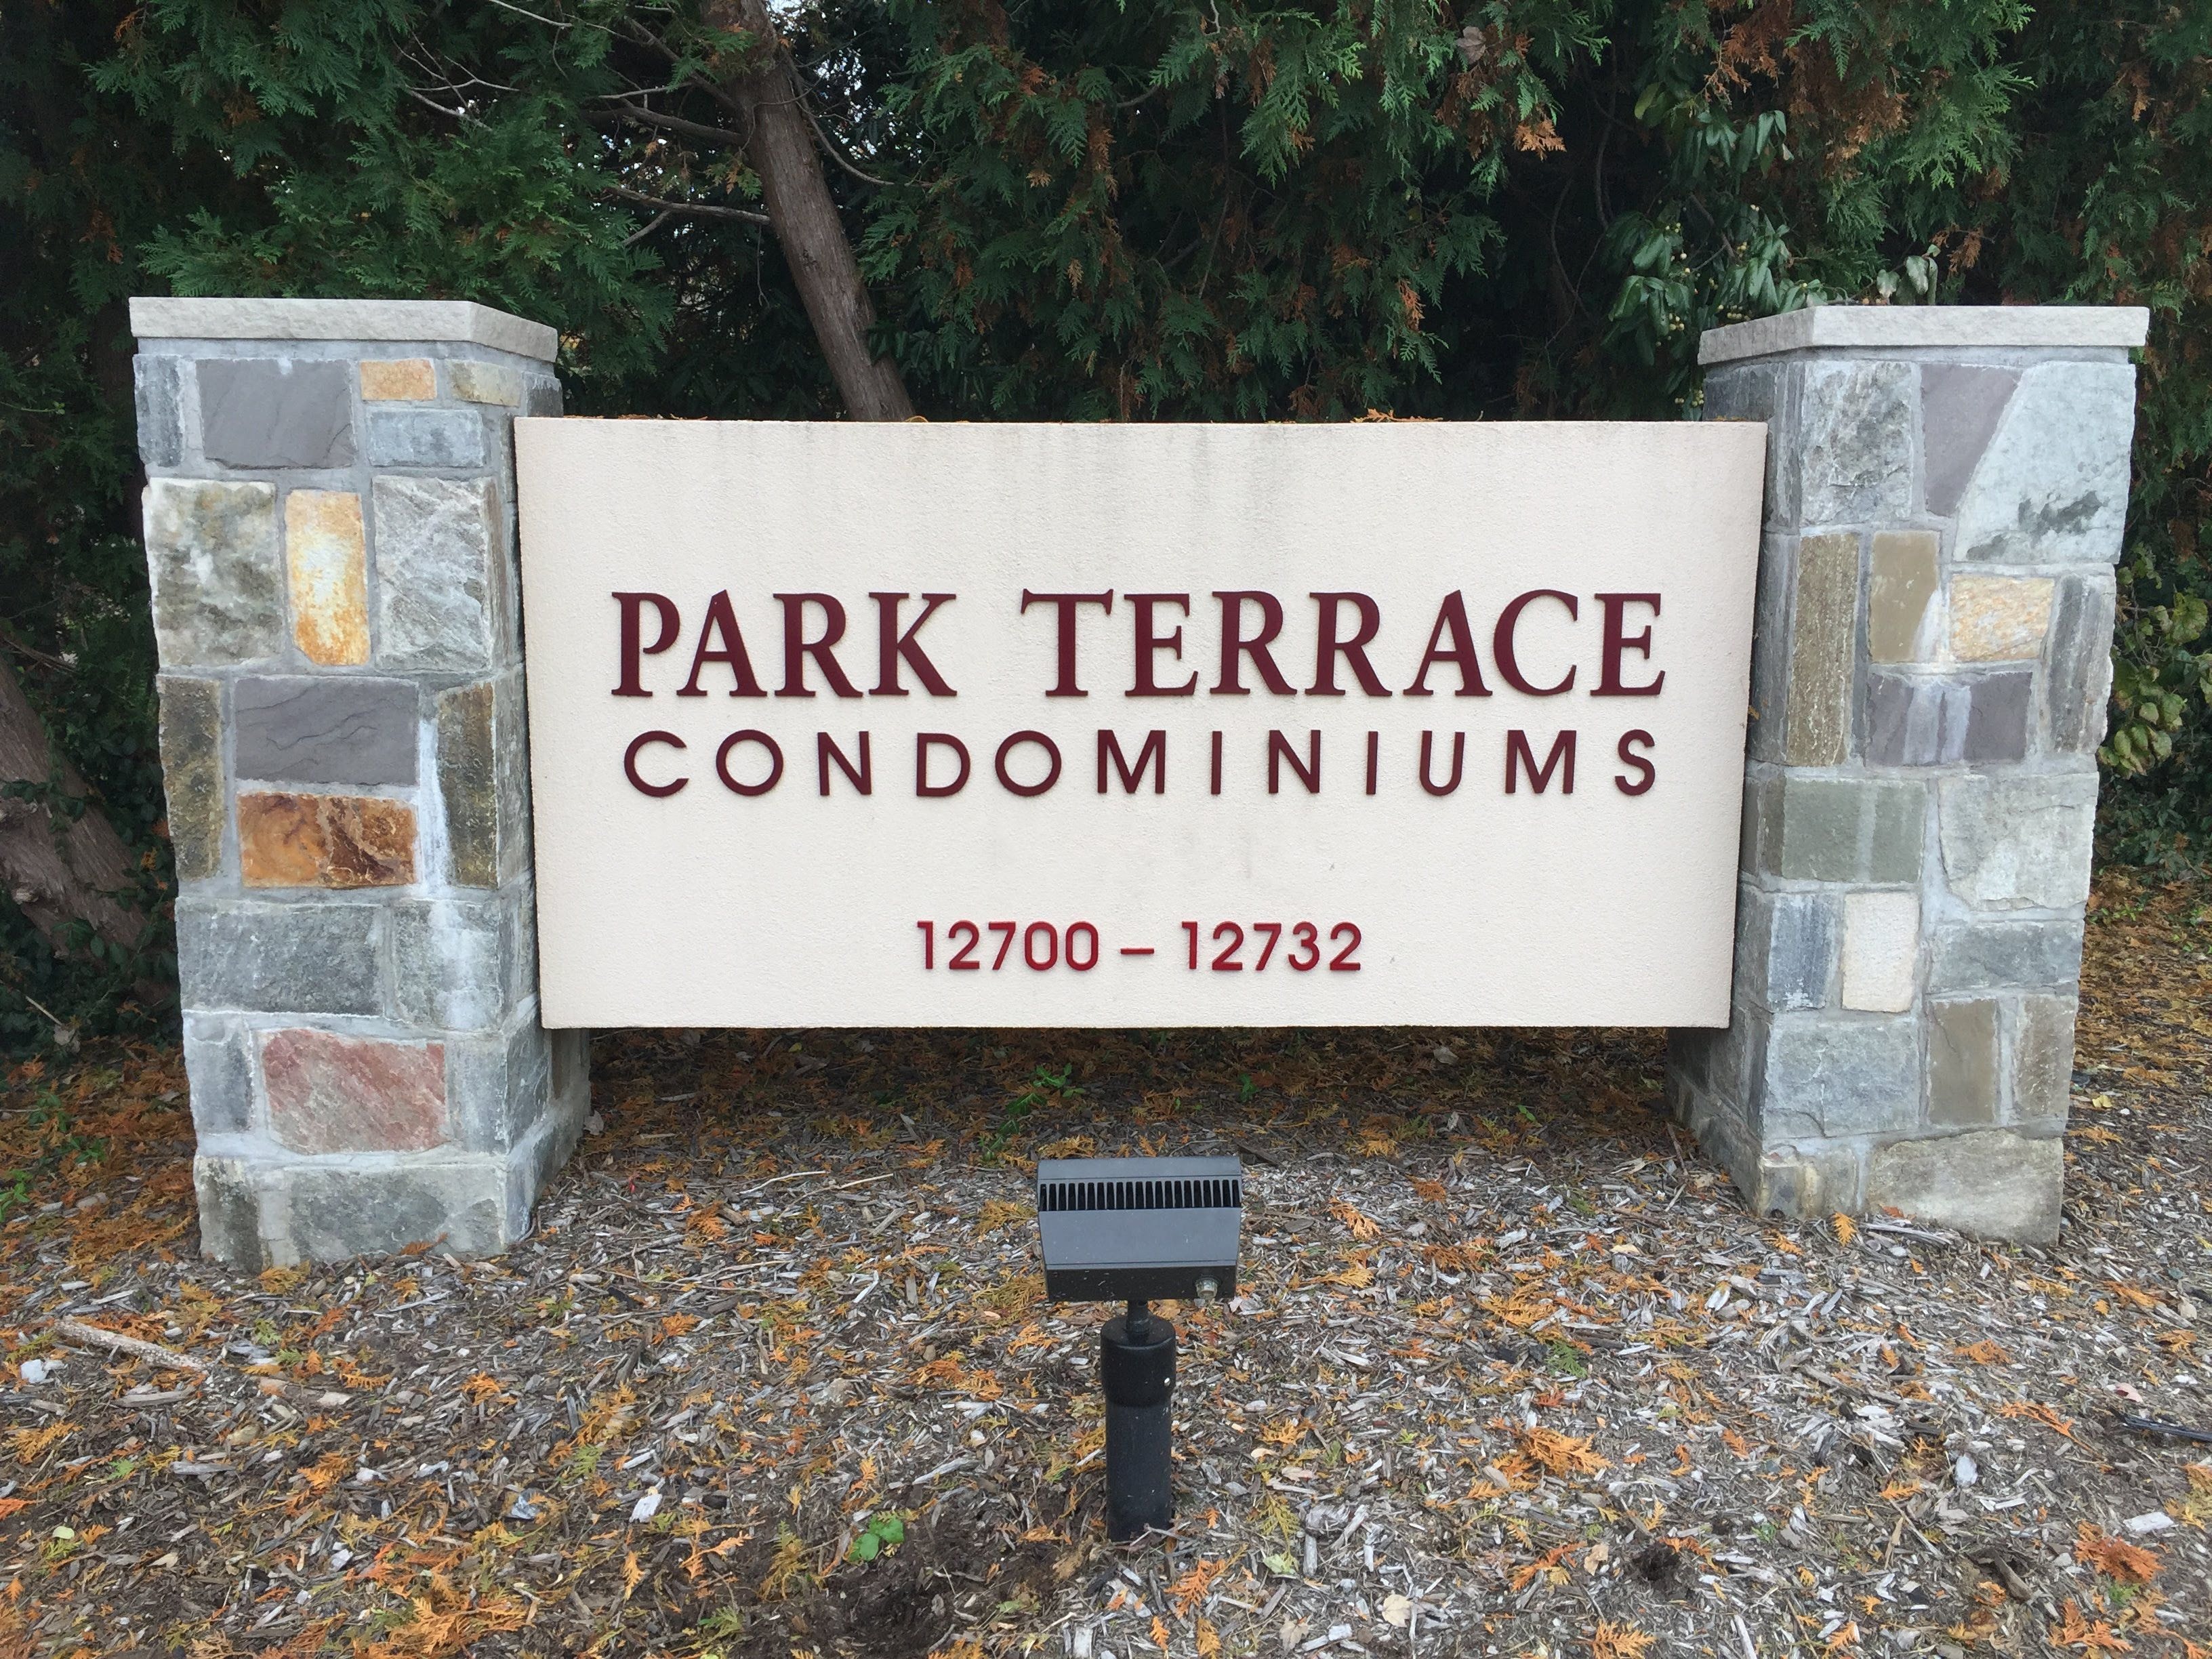 PARK TERRACE
CONDOMINIUMS
12700 – 12732